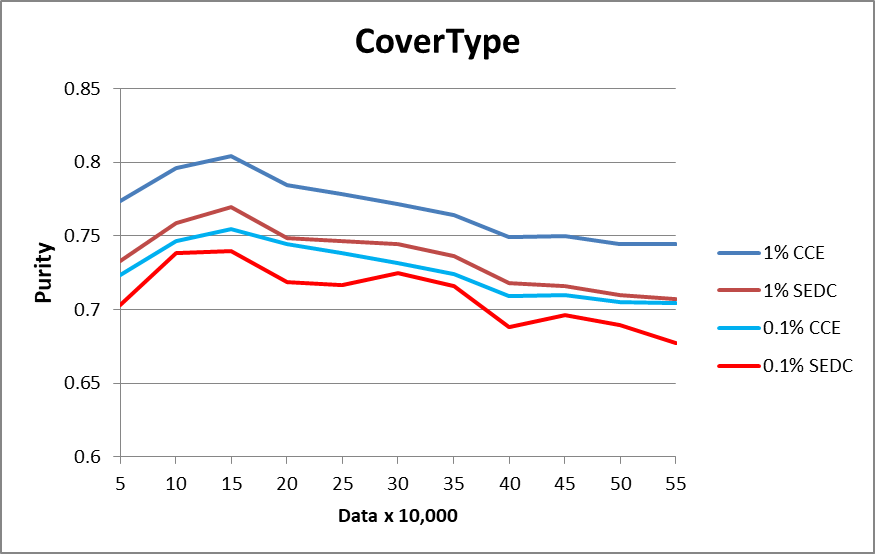 CoverType
0.85
0.8
0.75
0.7
0.65
0.6
Purity
5 10 15 20 25 30 35 40 45 50 55
Data x 10,000
1% CCE
1% SEDC
0.1% CCE
0.1% SEDC